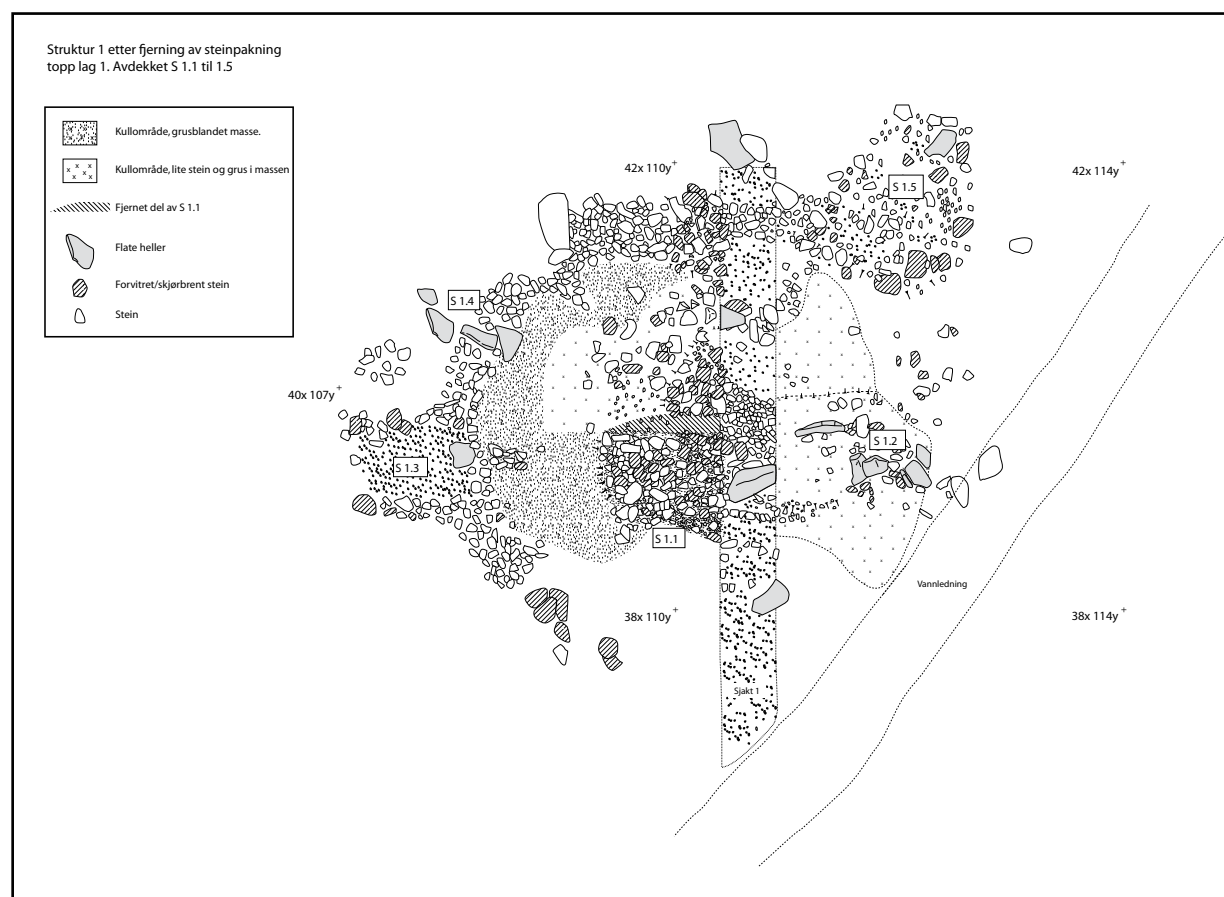 Struktur 1 etter fjerning av steinpakning
topp lag 1. Avdekket S 1.1 til 1.5
Kullområde, grusblandet masse.
Kullområde, lite stein og grus i massen
Fjernet del av S 1.1
Flate heller
Forvitret/skjørbrent stein
Stein
42x 110y
42x 114y
S 1.5
S 1.4
40x 107y
S 1.2
S 1.3
S 1.1
Vannledning
38x 110y
38x 114y
Sjakt 1